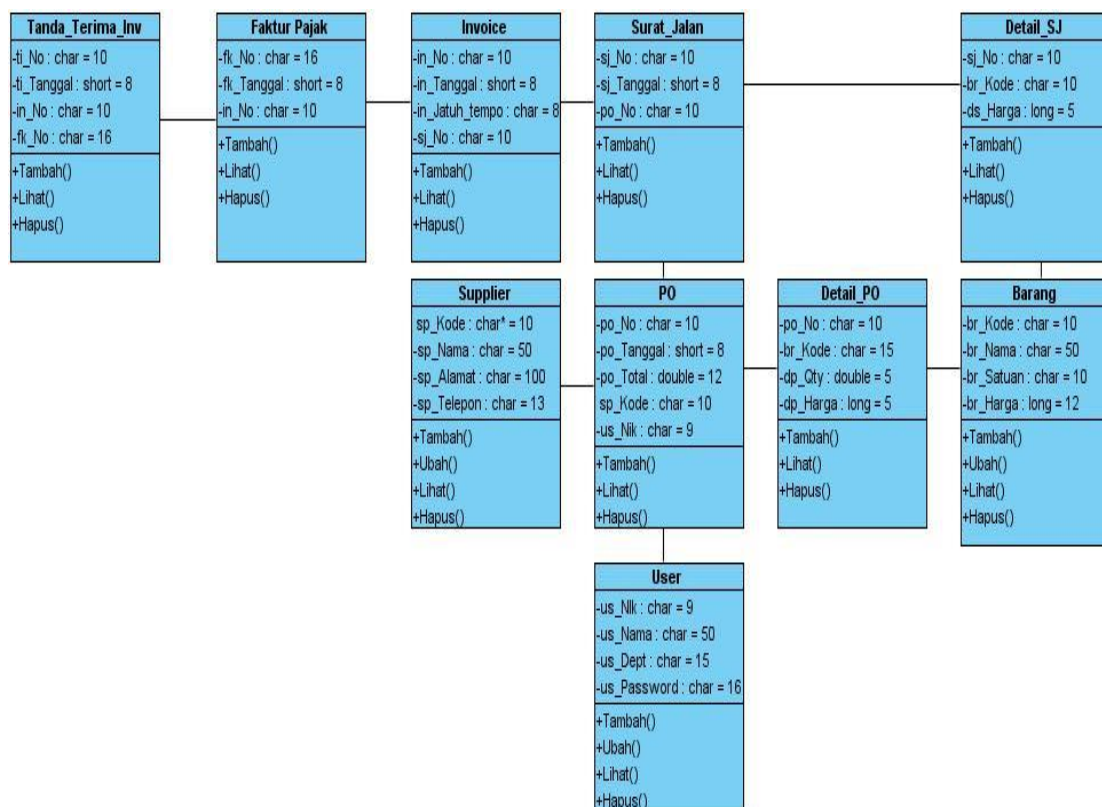 Tanda_Terima_Inv
-ti_No : char = 10
-ti_Tanggal : short = 8
-in_No : char = 10
-fk_No : char = 16
+Tambah()
+Lihat()
+Hapus()
Faktur Pajak
-fk_No : char = 16
-fk_Tanggal : short = 8
-in_No : char = 10
+Tambah()
+Lihat()
+Hapus()
Invoice
-in_No : char = 10
-in_Tanggal : short = 8
-in_Jatuh_tempo : char = 8
-sj_No : char = 10
+Tambah()
+Lihat()
+Hapus()
Surat_Jalan
-sj_No : char = 10
-sj_Tanggal : short = 8
-po_No : char = 10
+Tambah()
+Lihat()
+Hapus()
Detail_SJ
-sj_No : char = 10
-br_Kode : char = 10
-ds_Harga : long = 5
+Tambah()
+Lihat()
+Hapus()
Supplier
sp_Kode : char* = 10
-sp_Nama : char = 50
-sp_Alamat : char = 100
-sp_Telepon : char = 13
+Tambah()
+Ubah()
+Lihat()
+Hapus()
PO
-po_No : char = 10
-po_Tanggal : short = 8
-po_Total : double = 12
sp_Kode : char = 10
-us_Nik : char = 9
+Tambah()
+Lihat()
+Hapus()
Detail_PO
-po_No : char = 10
-br_Kode : char = 15
-dp_Qty : double = 5
-dp_Harga : long = 5
+Tambah()
+Lihat()
+Hapus()
Barang
-br_Kode : char = 10
-br_Nama : char = 50
-br_Satuan : char = 10
-br_Harga : long = 12
+Tambah()
+Ubah()
+Lihat()
+Hapus()
User
-us_Nik : char = 9
-us_Nama : char = 50
-us_Dept : char = 15
-us_Password : char = 16
+Tambah()
+Ubah()
+Lihat()
+Hapus()